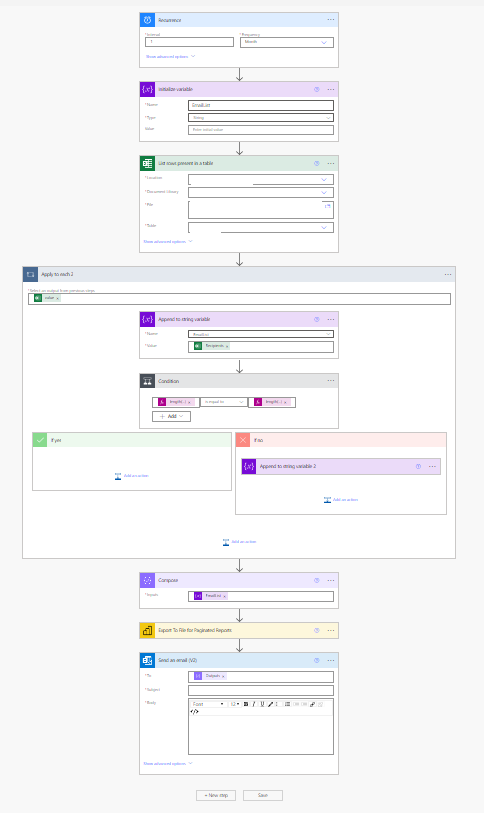 Recurrence
* Interval
* Frequency
1
Month
Show advanced options
Initialize variable
* Name
EmailList
* Type
String
Value
Enter initial value
List rows present in a table
* Location
* Document Library
* File
* Table
Show advanced options
Apply to each 2
* Select an output from previous steps
value ×
Append to string variable
* Name
EmailList
* Value
Recipients ×
Condition
length(...) ×
is equal to
length(...) ×
+ Add
If yes
If no
Append to string variable 2
Add an action
Add an action
Add an action
Compose
* Inputs
EmailList ×
Export To File for Paginated Reports
Send an email (V2)
* To
Outputs ×
* Subject
* Body
Font
12
B I U
</>
Show advanced options
+ New step
Save